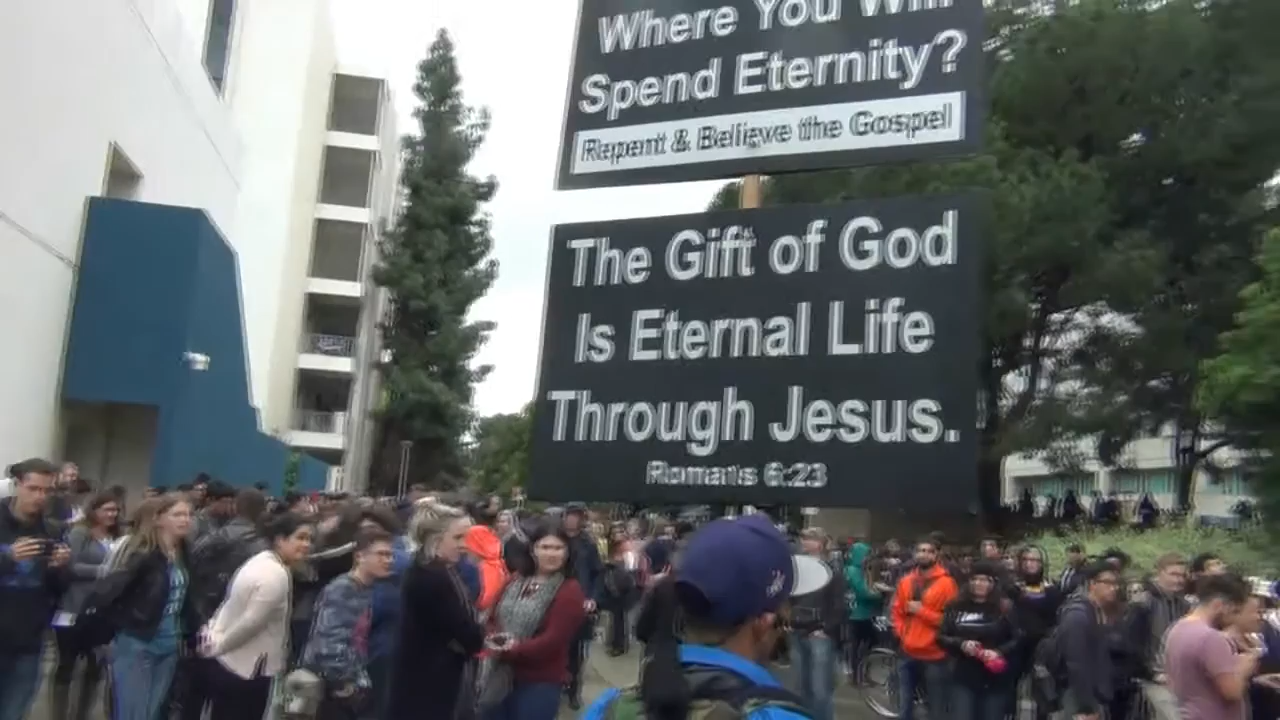 Where You Will
Spend Eternity?
Repent & Believe the Gospel
The Gift of God
Is Eternal Life
Through Jesus.
Romans 6:23